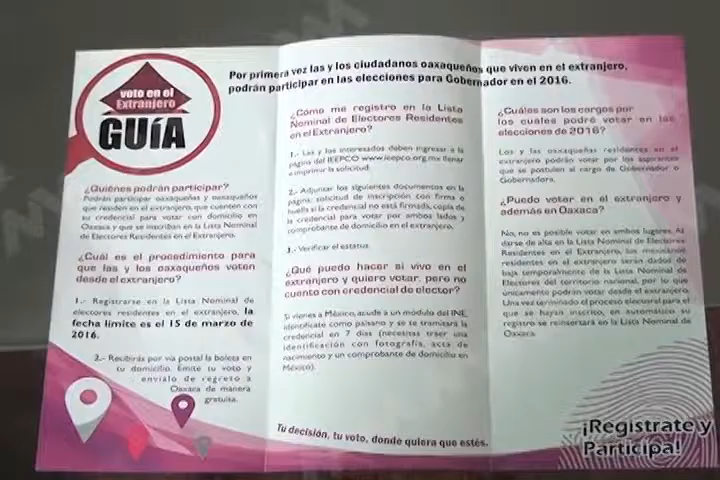 voto en el
Extranjero
GUíA
Por primera vez las y los ciudadanos oaxaqueños que viven en el extranjero,
podrán participar en las elecciones para Gobernador en el 2016.
¿Quiénes podrán participar?
Podrán participar oaxaqueñas y oaxaqueños
que residen en el extranjero, que cuenten con
su credencial para votar con domicilio en
Oaxaca y que se inscriban en la Lista Nominal
de Electores Residentes en el Extranjero.
¿Cuál es el procedimiento para
que las y los oaxaqueños voten
desde el extranjero?
1.- Registrarse en la Lista Nominal de
electores residentes en el extranjero, la
fecha límite es el 15 de marzo de
2016.
2.- Recibirás por vía postal la boleta en
tu domicilio. Emite tu voto y
envíalo de regreso a
Oaxaca de manera
gratuita.
¿Cómo me registro en la Lista
Nominal de Electores Residentes
en el Extranjero?
1.- Las y los interesados deben ingresar a la
página del IEEPCO www.ieepco.org.mx llenar
e imprimir la solicitud.
2.- Adjuntar los siguientes documentos en la
página: solicitud de inscripción con firma o
huella si la credencial no está firmada, copia de
la credencial para votar por ambos lados y
comprobante de domicilio en el extranjero.
3.- Verificar el estatus.
¿Qué puedo hacer si vivo en el
extranjero y quiero votar, pero no
cuento con credencial de elector?
Si vienes a México, acude a un módulo del INE,
identifícate como paisano y se te tramitará la
credencial en 7 días (necesitas traer una
identificación con fotografía, acta de
nacimiento y un comprobante de domicilio en
México).
Tu decisión, tu voto, donde quiera que estés.
¿Cuáles son los cargos por
los cuales podré votar en las
elecciones de 2016?
Los y las oaxaqueñas residentes en el
extranjero podrán votar por los aspirantes
que se postulen al cargo de Gobernador o
Gobernadora.
¿Puedo votar en el extranjero y
además en Oaxaca?
No, no es posible votar en ambos lugares. Al
darse de alta en la Lista Nominal de Electores
Residentes en el Extranjero, los mexicanos
residentes en el extranjero serán dados de
baja temporalmente de la Lista Nominal de
Electores del territorio nacional, por lo que
únicamente podrán votar desde el extranjero.
Una vez terminado el proceso electoral para el
que se hayan inscrito, en automático su
registro se reinsertará en la Lista Nominal de
Oaxaca.
¡Regístrate y
Participa!